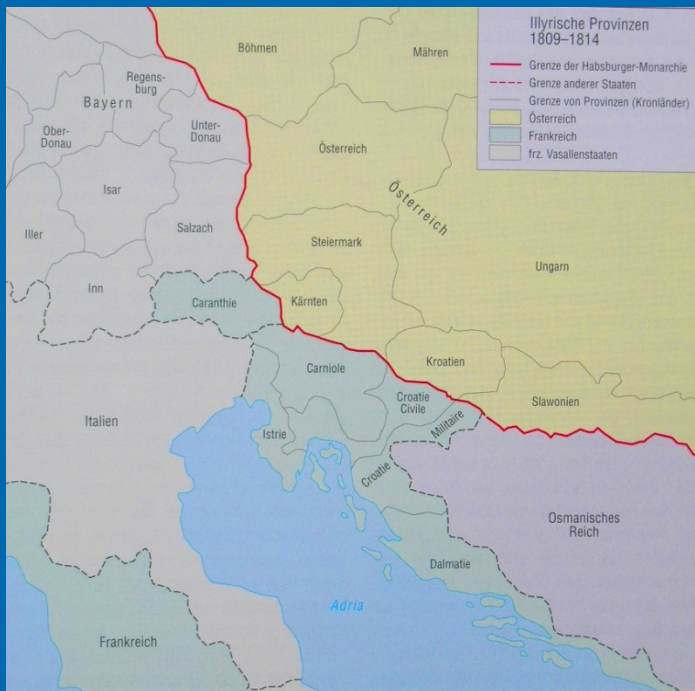 Illyrische Provinzen
1809–1814
Grenze der Habsburger-Monarchie
Grenze anderer Staaten
Grenze von Provinzen (Kronländer)
Österreich
Frankreich
frz. Vasallenstaaten
Böhmen
Mähren
Regens-
burg
Bayern
Ober-
Donau
Unter-
Donau
Österreich
Isar
Österreich
Iller
Salzach
Steiermark
Ungarn
Inn
Caranthie
Kärnten
Carniole
Kroatien
Croatie
Civile
Slawonien
Italien
Istrie
Militaire
Croatie
Osmanisches
Reich
Dalmatie
Adria
Frankreich